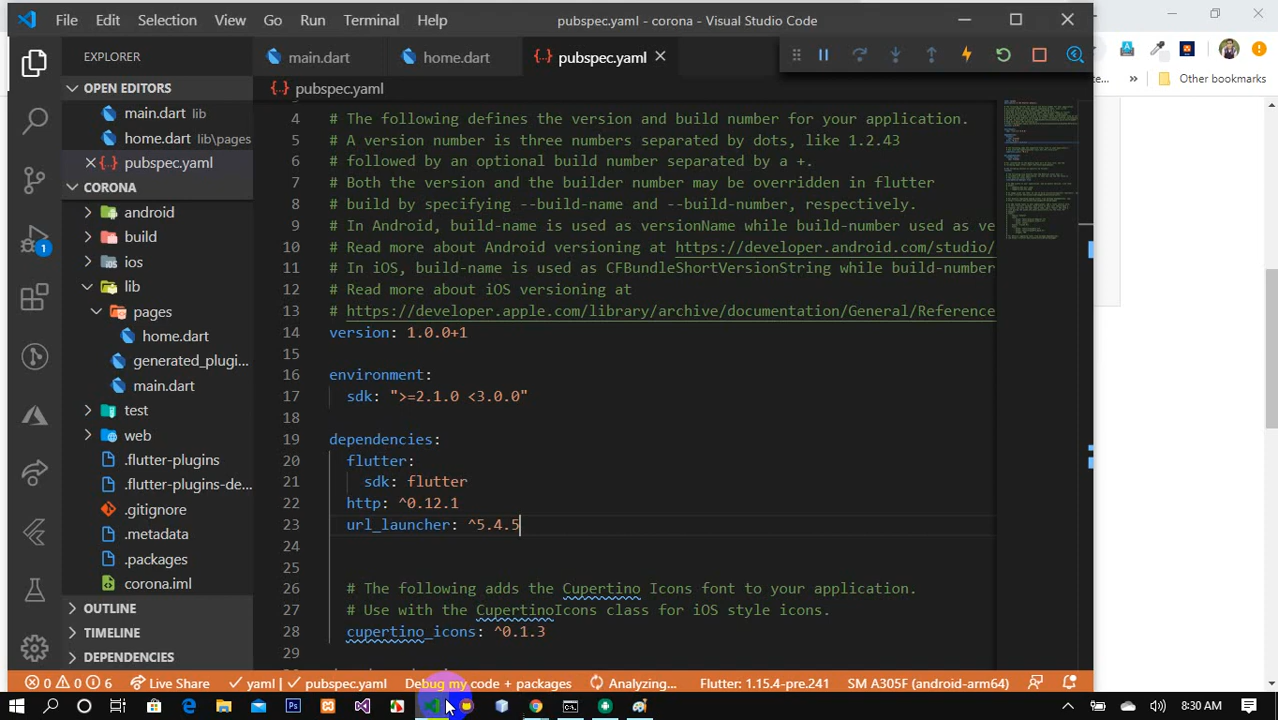 File Edit Selection View Go Run Terminal Help pubspec.yaml - corona - Visual Studio Code
EXPLORER
main.dart home.dart pubspec.yaml
OPEN EDITORS
main.dart lib
home.dart lib\pages
pubspec.yaml
CORONA
android
build
ios
lib
pages
home.dart
generated_plugi...
main.dart
test
web
.flutter-plugins
.flutter-plugins-de...
.gitignore
.metadata
.packages
corona.iml
OUTLINE
TIMELINE
DEPENDENCIES
1
pubspec.yaml
4 # The following defines the version and build number for your application.
5 # A version number is three numbers separated by dots, like 1.2.43
6 # followed by an optional build number separated by a +.
7 # Both the version and the builder number may be overridden in flutter
8 # build by specifying --build-name and --build-number, respectively.
9 # In Android, build-name is used as versionName while build-number used as ve
10 # Read more about Android versioning at https://developer.android.com/studio/
11 # In iOS, build-name is used as CFBundleShortVersionString while build-number
12 # Read more about iOS versioning at
13 # https://developer.apple.com/library/archive/documentation/General/Reference
14 version: 1.0.0+1
15
16 environment:
17 sdk: ">=2.1.0 <3.0.0"
18
19 dependencies:
20 flutter:
21 sdk: flutter
22 http: ^0.12.1
23 url_launcher: ^5.4.5
24
25
26 # The following adds the Cupertino Icons font to your application.
27 # Use with the CupertinoIcons class for iOS style icons.
28 cupertino_icons: ^0.1.3
29
te... » Other bookmarks
0 0 6 Live Share yaml | pubspec.yaml Debug my code + packages Analyzing... Flutter: 1.15.4-pre.241 SM A305F (android-arm64)
8:30 AM